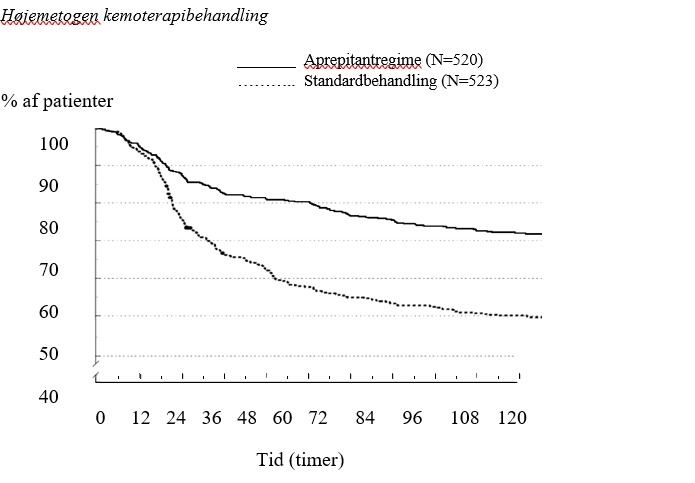 Højemetogen kemoterapibehandling
Aprepitantregime (N=520)
Standardbehandling (N=523)
% af patienter
100
90
80
70
60
50
40
0 12 24 36 48 60 72 84 96 108 120
Tid (timer)